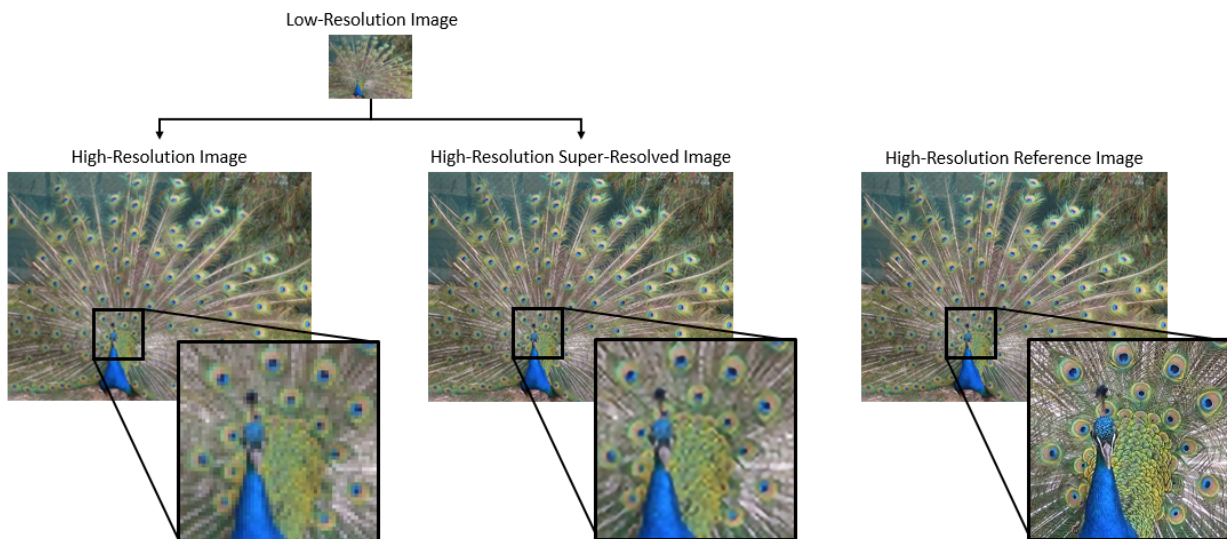 Low-Resolution Image
High-Resolution Image
High-Resolution Super-Resolved Image
High-Resolution Reference Image